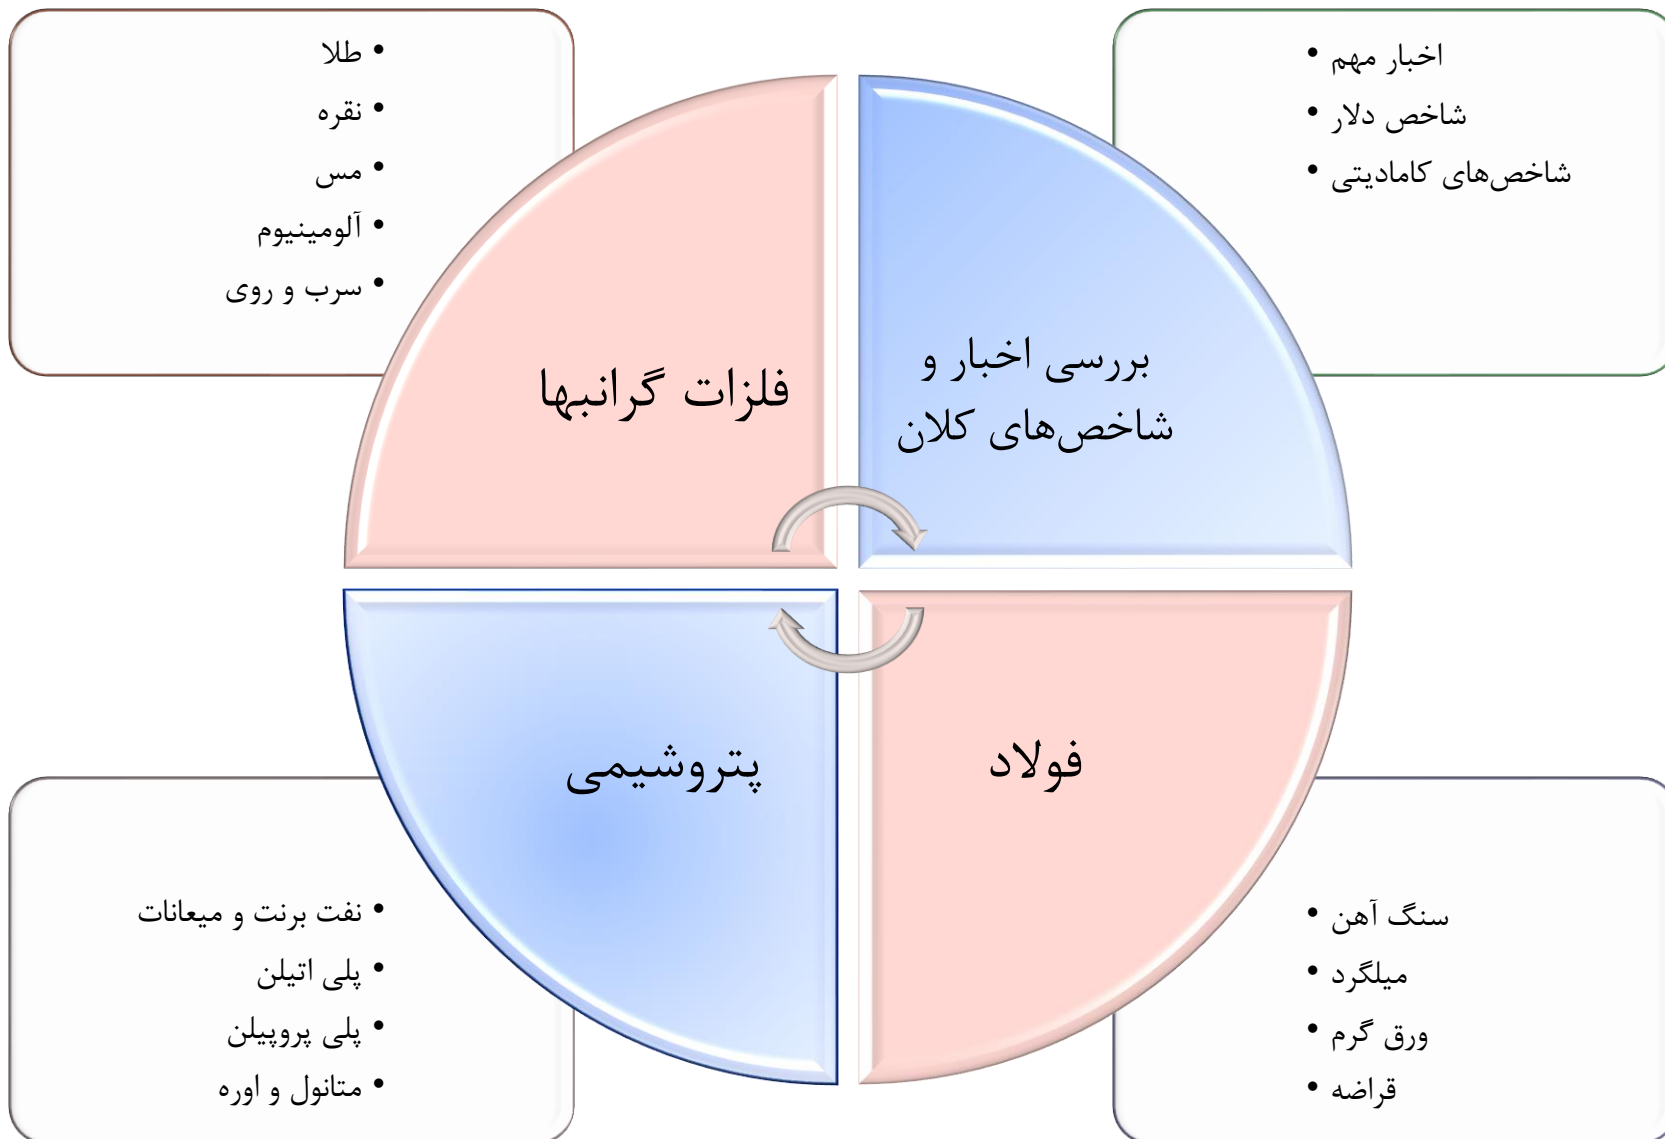 اخبار مهم
شاخص دلار
شاخص‌های کامادیتی
بررسی اخبار و
شاخص‌های کلان
طلا
نقره
مس
آلومینیوم
سرب و روی
فلزات گرانبها
فولاد
سنگ آهن
میلگرد
ورق گرم
قراضه
پتروشیمی
نفت برنت و میعانات
پلی اتیلن
پلی پروپیلن
متانول و اوره